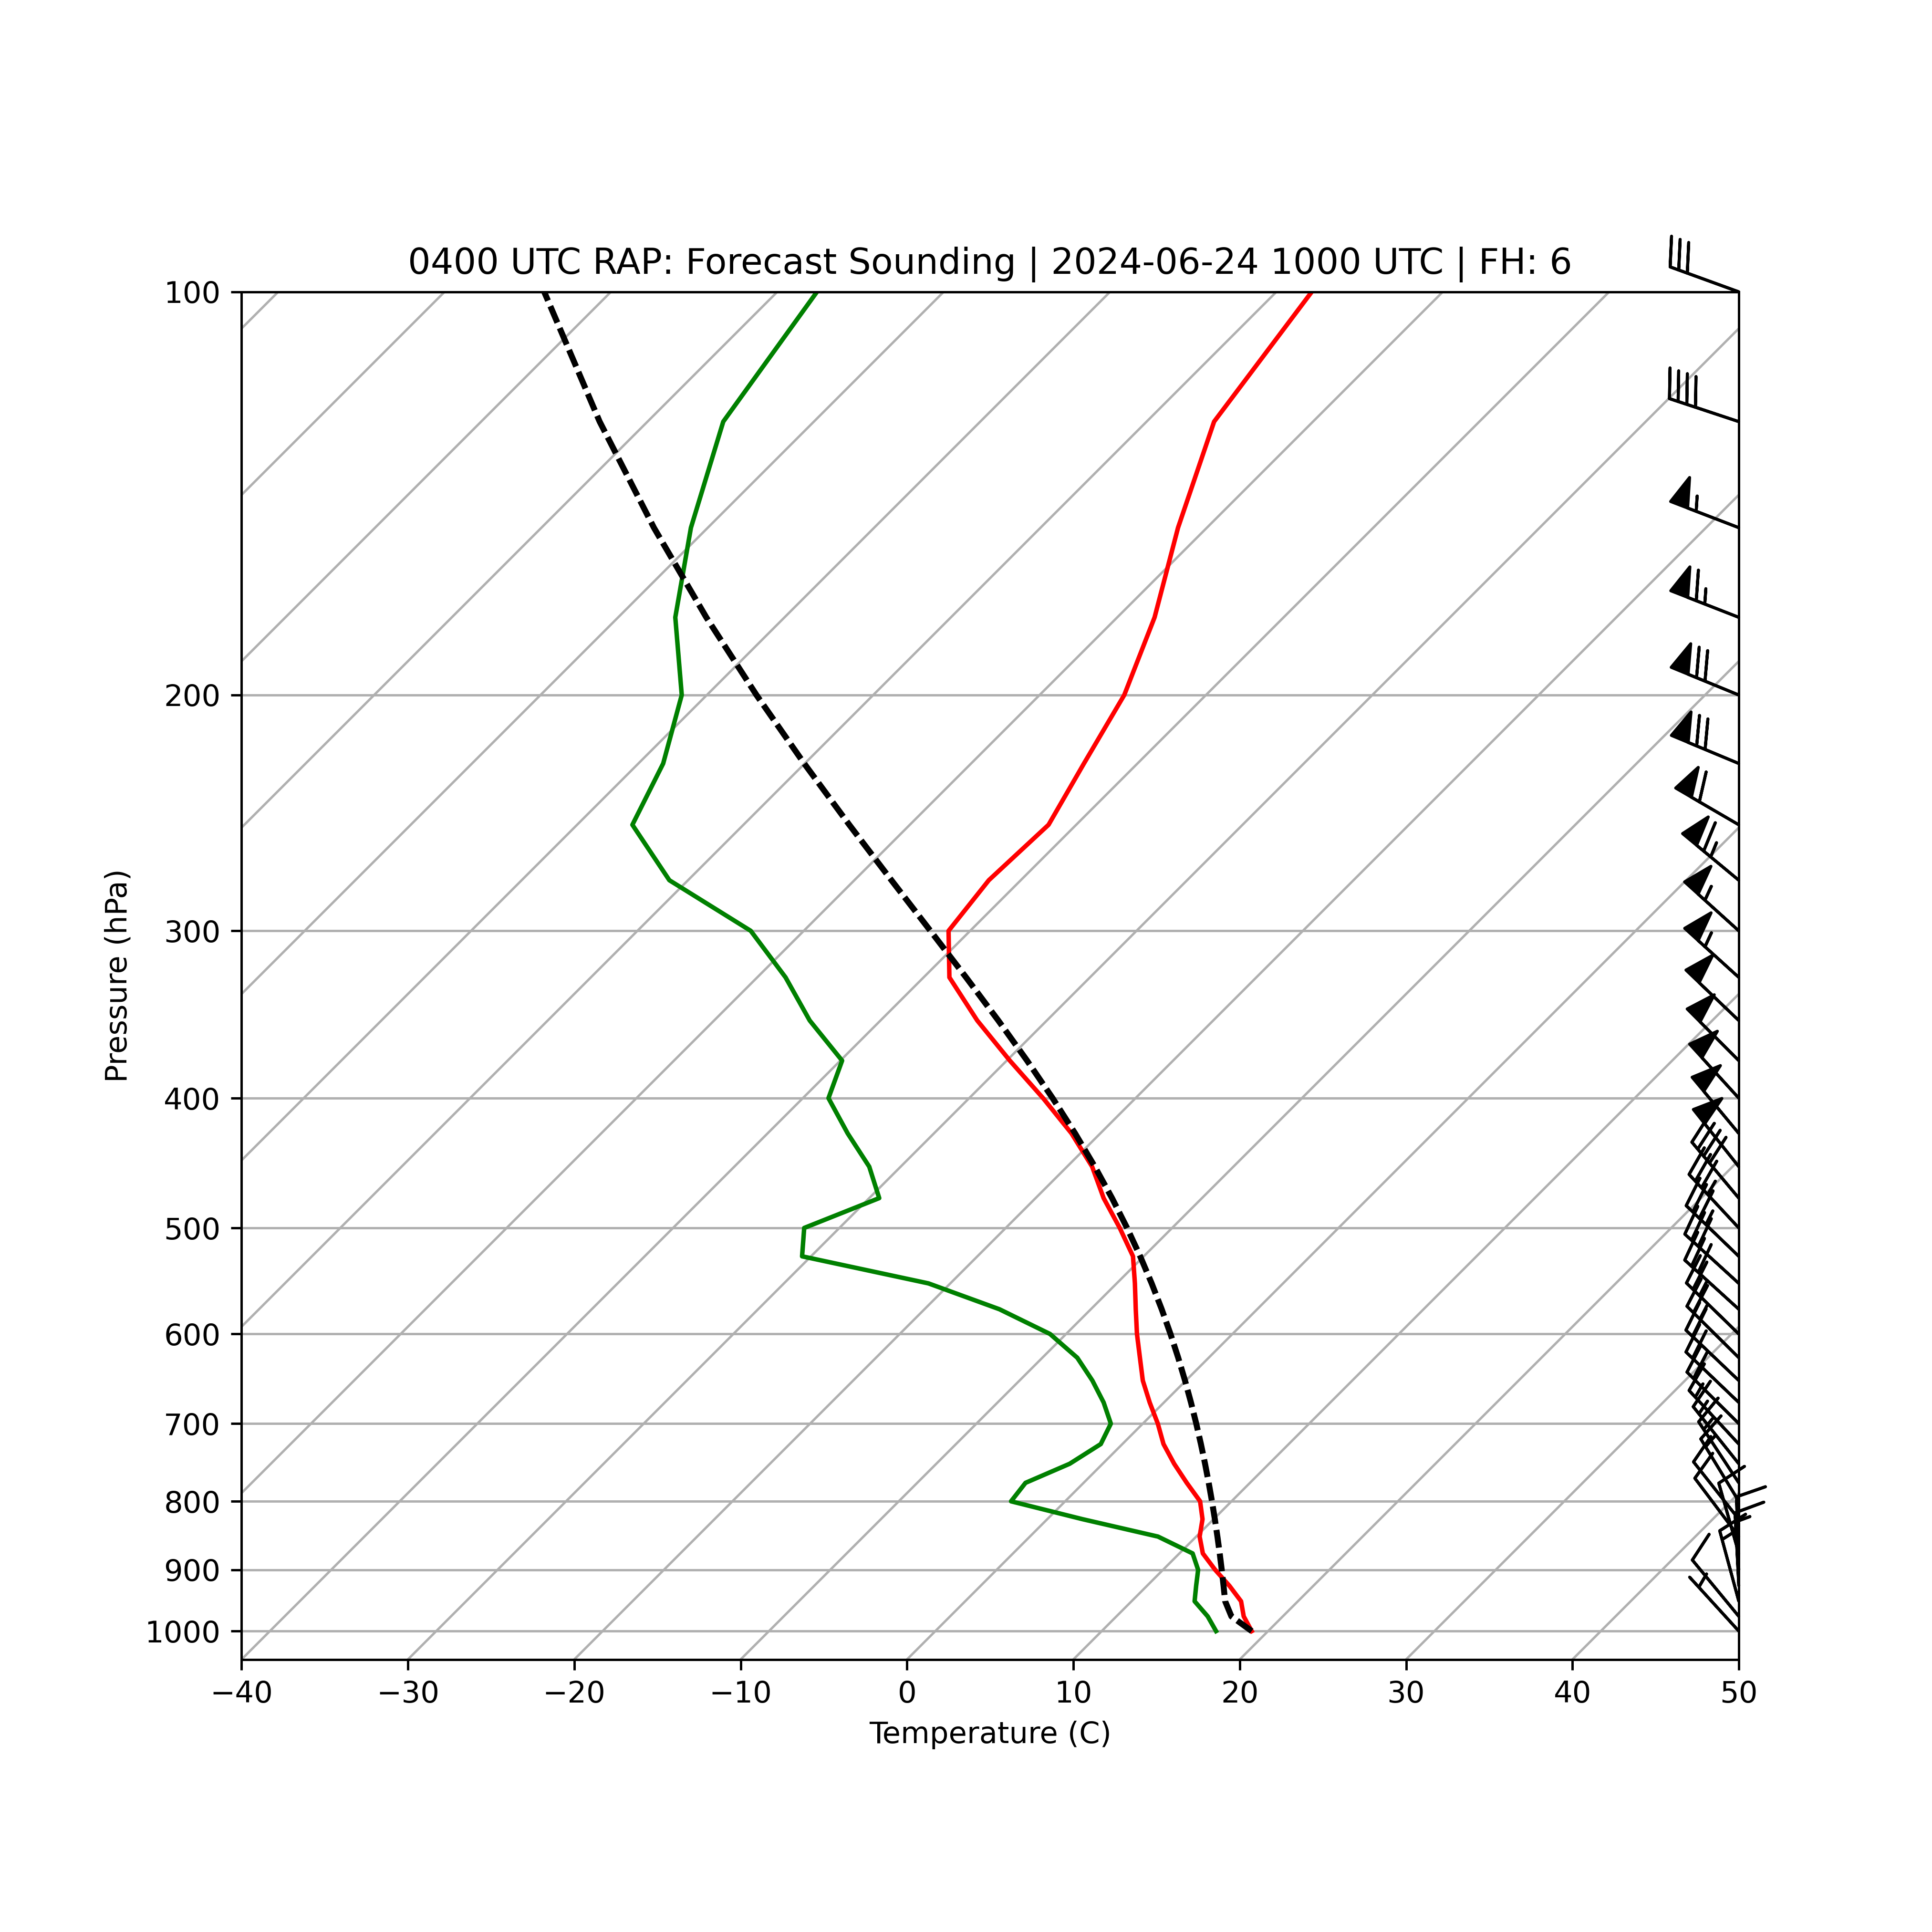 0400 UTC RAP: Forecast Sounding | 2024-06-24 1000 UTC | FH: 6
100
200
300
400
500
600
700
800
900
1000
Pressure (hPa)
−40 −30 −20 −10 0 10 20 30 40 50
Temperature (C)